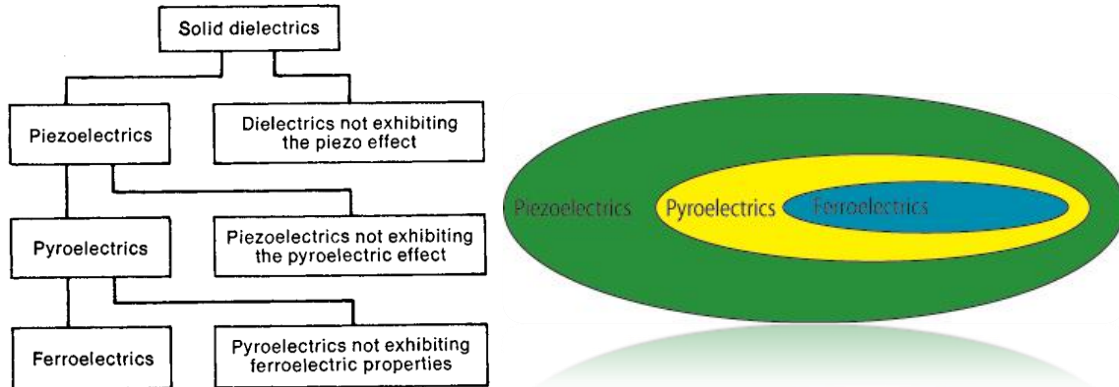 Solid dielectrics
Piezoelectrics
Dielectrics not exhibiting
the piezo effect
Pyroelectrics
Piezoelectrics not exhibiting
the pyroelectric effect
Ferroelectrics
Pyroelectrics not exhibiting
ferroelectric properties
Piezoelectrics
Pyroelectrics
Ferroelectrics